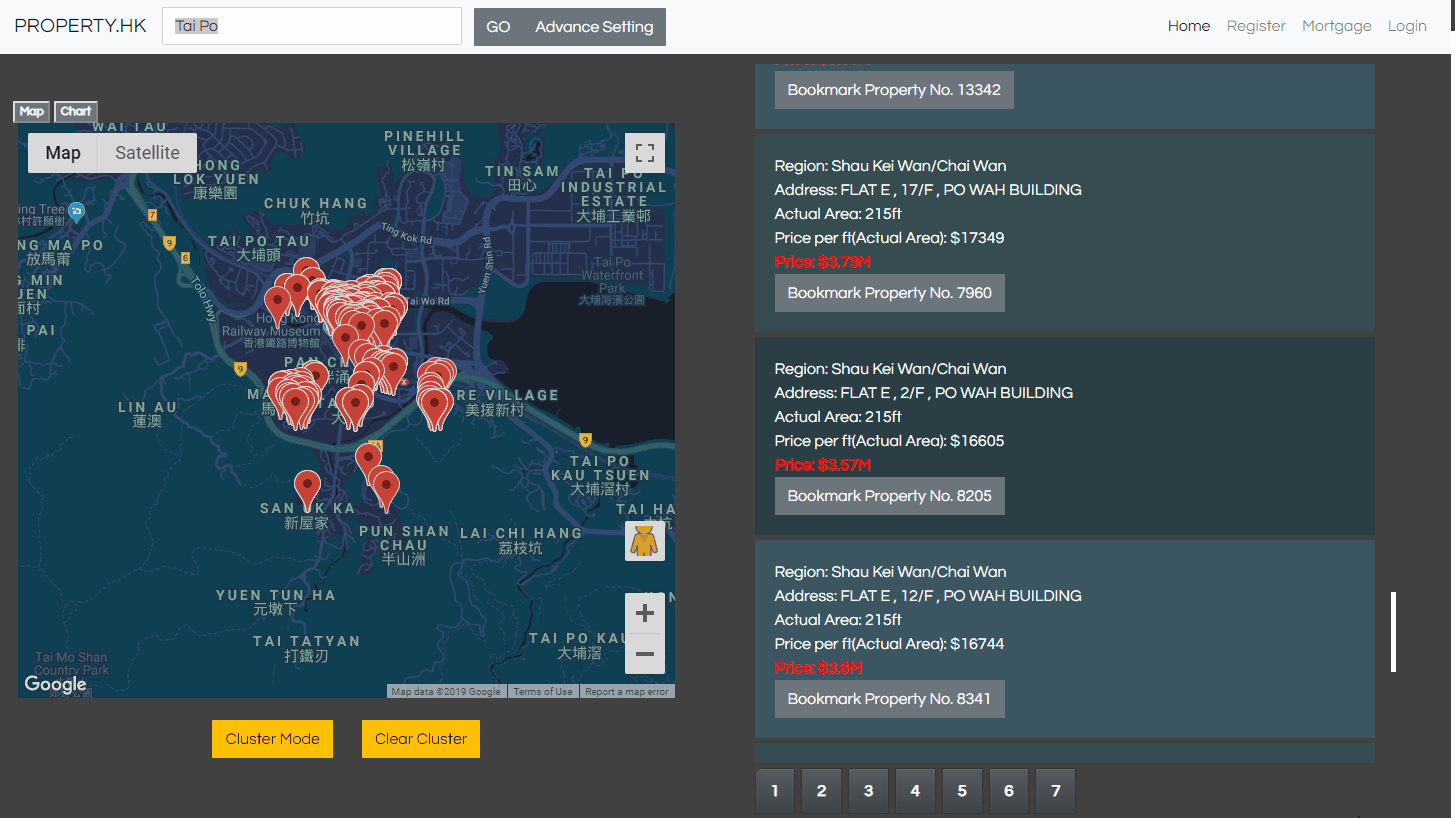 PROPERTY.HK
Tai Po
GO
Advance Setting
Home
Register
Mortgage
Login
Map
Chart
Map
Satellite
WAI TAU
HONG
LOK YUEN
康樂園
PINEHILL
VILLAGE
松嶺村
TIN SAM
田心
TAI PO
INDUSTRIAL
ESTATE
大埔工業邨
CHUK HANG
竹坑
ing Tree
林村許願樹
7
9
6
NG MA PO
放馬莆
TAI PO TAU
大埔頭
Ting Kok Rd
Yuen Shin Rd
Tolo Hwy
Tai Po
Waterfront
Park
大埔海濱公園
Tai Wo Rd
Railway Museum
香港鐵路博物館
PAI
9
LIN AU
蓮澳
RE VILLAGE
美援新村
9
TAI PO
KAU TSUEN
大埔滘村
新屋家
PUN SHAN
CHAU
半山洲
LAI CHI HANG
荔枝坑
TAI HA
YUEN TUN HA
元墩下
TAI TATYAN
打鐵刃
TAI PO KAU
大埔滘
Tai Mo Shan
Country Park
Google
Map data ©2019 Google
Terms of Use
Report a map error
Cluster Mode
Clear Cluster
Bookmark Property No. 13342
Region: Shau Kei Wan/Chai Wan
Address: FLAT E , 17/F , PO WAH BUILDING
Actual Area: 215ft
Price per ft(Actual Area): $17349
Price: $3.73M
Bookmark Property No. 7960
Region: Shau Kei Wan/Chai Wan
Address: FLAT E , 2/F , PO WAH BUILDING
Actual Area: 215ft
Price per ft(Actual Area): $16605
Price: $3.57M
Bookmark Property No. 8205
Region: Shau Kei Wan/Chai Wan
Address: FLAT E , 12/F , PO WAH BUILDING
Actual Area: 215ft
Price per ft(Actual Area): $16744
Price: $3.6M
Bookmark Property No. 8341
1 2 3 4 5 6 7